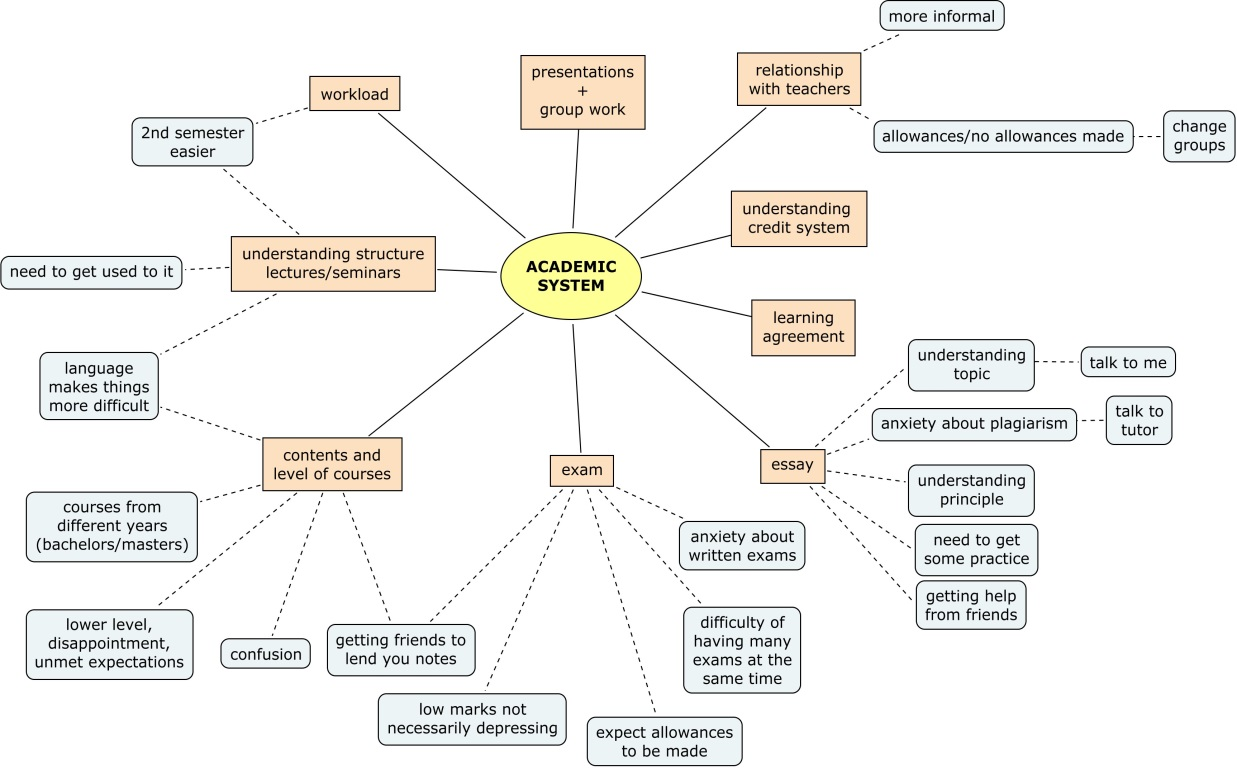 more informal
presentations
+
group work
relationship
with teachers
workload
2nd semester
easier
allowances/no allowances made
change
groups
understanding
credit system
understanding structure
lectures/seminars
need to get used to it
ACADEMIC
SYSTEM
learning
agreement
language
makes things
more difficult
understanding
topic
talk to me
anxiety about plagiarism
talk to
tutor
contents and
level of courses
exam
essay
understanding
principle
courses from
different years
(bachelors/masters)
anxiety about
written exams
need to get
some practice
getting help
from friends
lower level,
disappointment,
unmet expectations
confusion
getting friends to
lend you notes
difficulty of
having many
exams at the
same time
low marks not
necessarily depressing
expect allowances
to be made